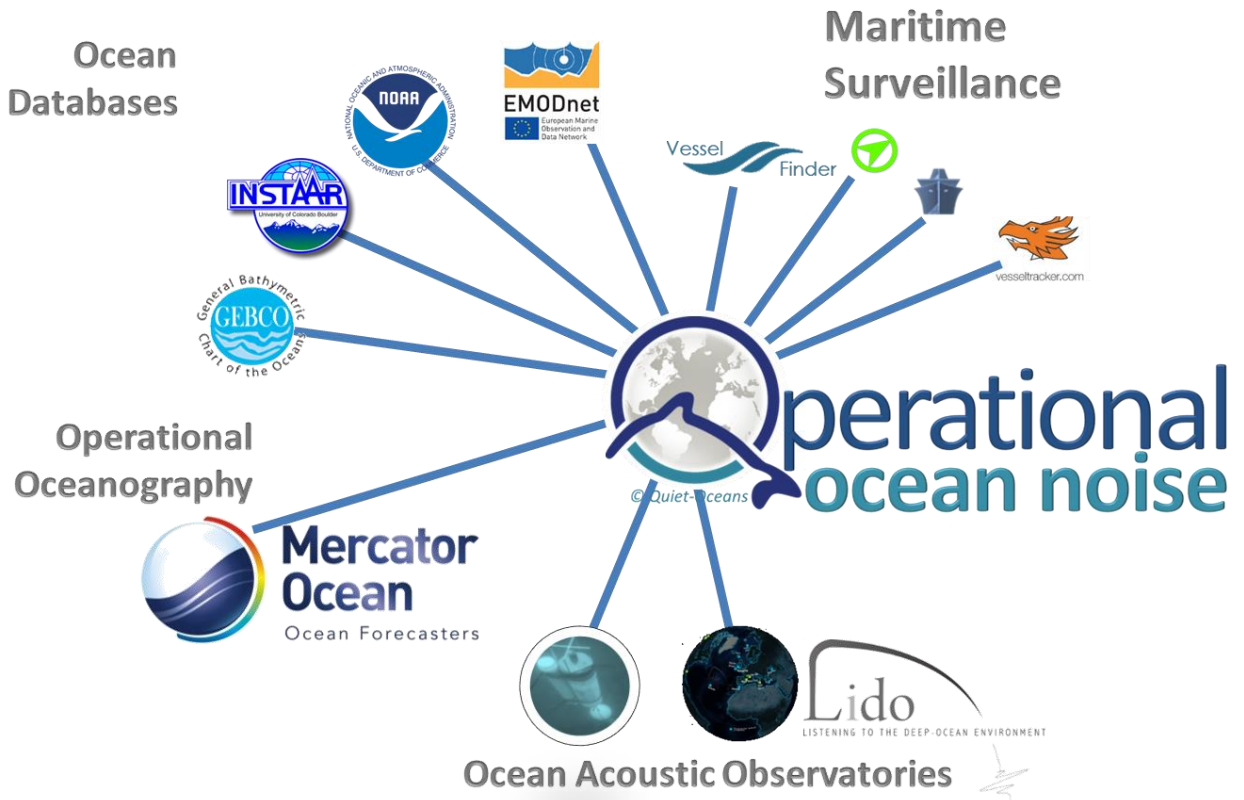 Ocean
Databases
Maritime
Surveillance
NATIONAL OCEANIC AND ATMOSPHERIC ADMINISTRATION
NOAA
U.S. DEPARTMENT OF COMMERCE
EMODnet
European Marine
Observation and
Data Network
Vessel
Finder
INSTAAR
University of Colorado Boulder
vesseltracker.com
General Bathymetric
GEBCO
Chart of the Oceans
Operational
Oceanography
perational
ocean noise
© Quiet-Oceans
Mercator
Ocean
Ocean Forecasters
Lido
LISTENING TO THE DEEP-OCEAN ENVIRONMENT
Ocean Acoustic Observatories